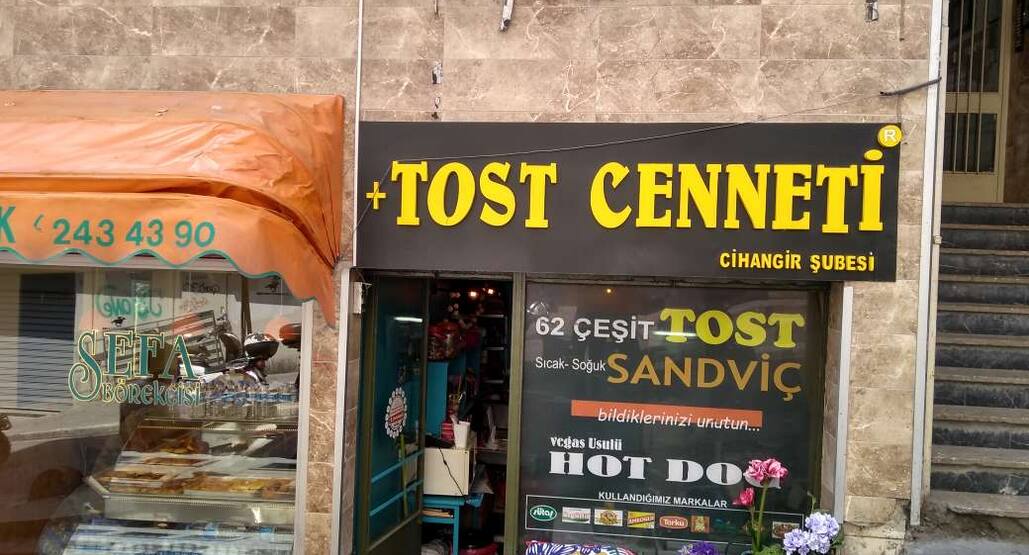 K 243 43 90
SEFA
BÖREKÇİSİ
+TOST CENNETİ ®
CİHANGİR ŞUBESİ
62 ÇEŞİT TOST
Sıcak- Soğuk SANDVİÇ
bildiklerinizi unutun...
vegas Usulü
HOT DOG
KULLANDIĞIMIZ MARKALAR
sütaş
Torku